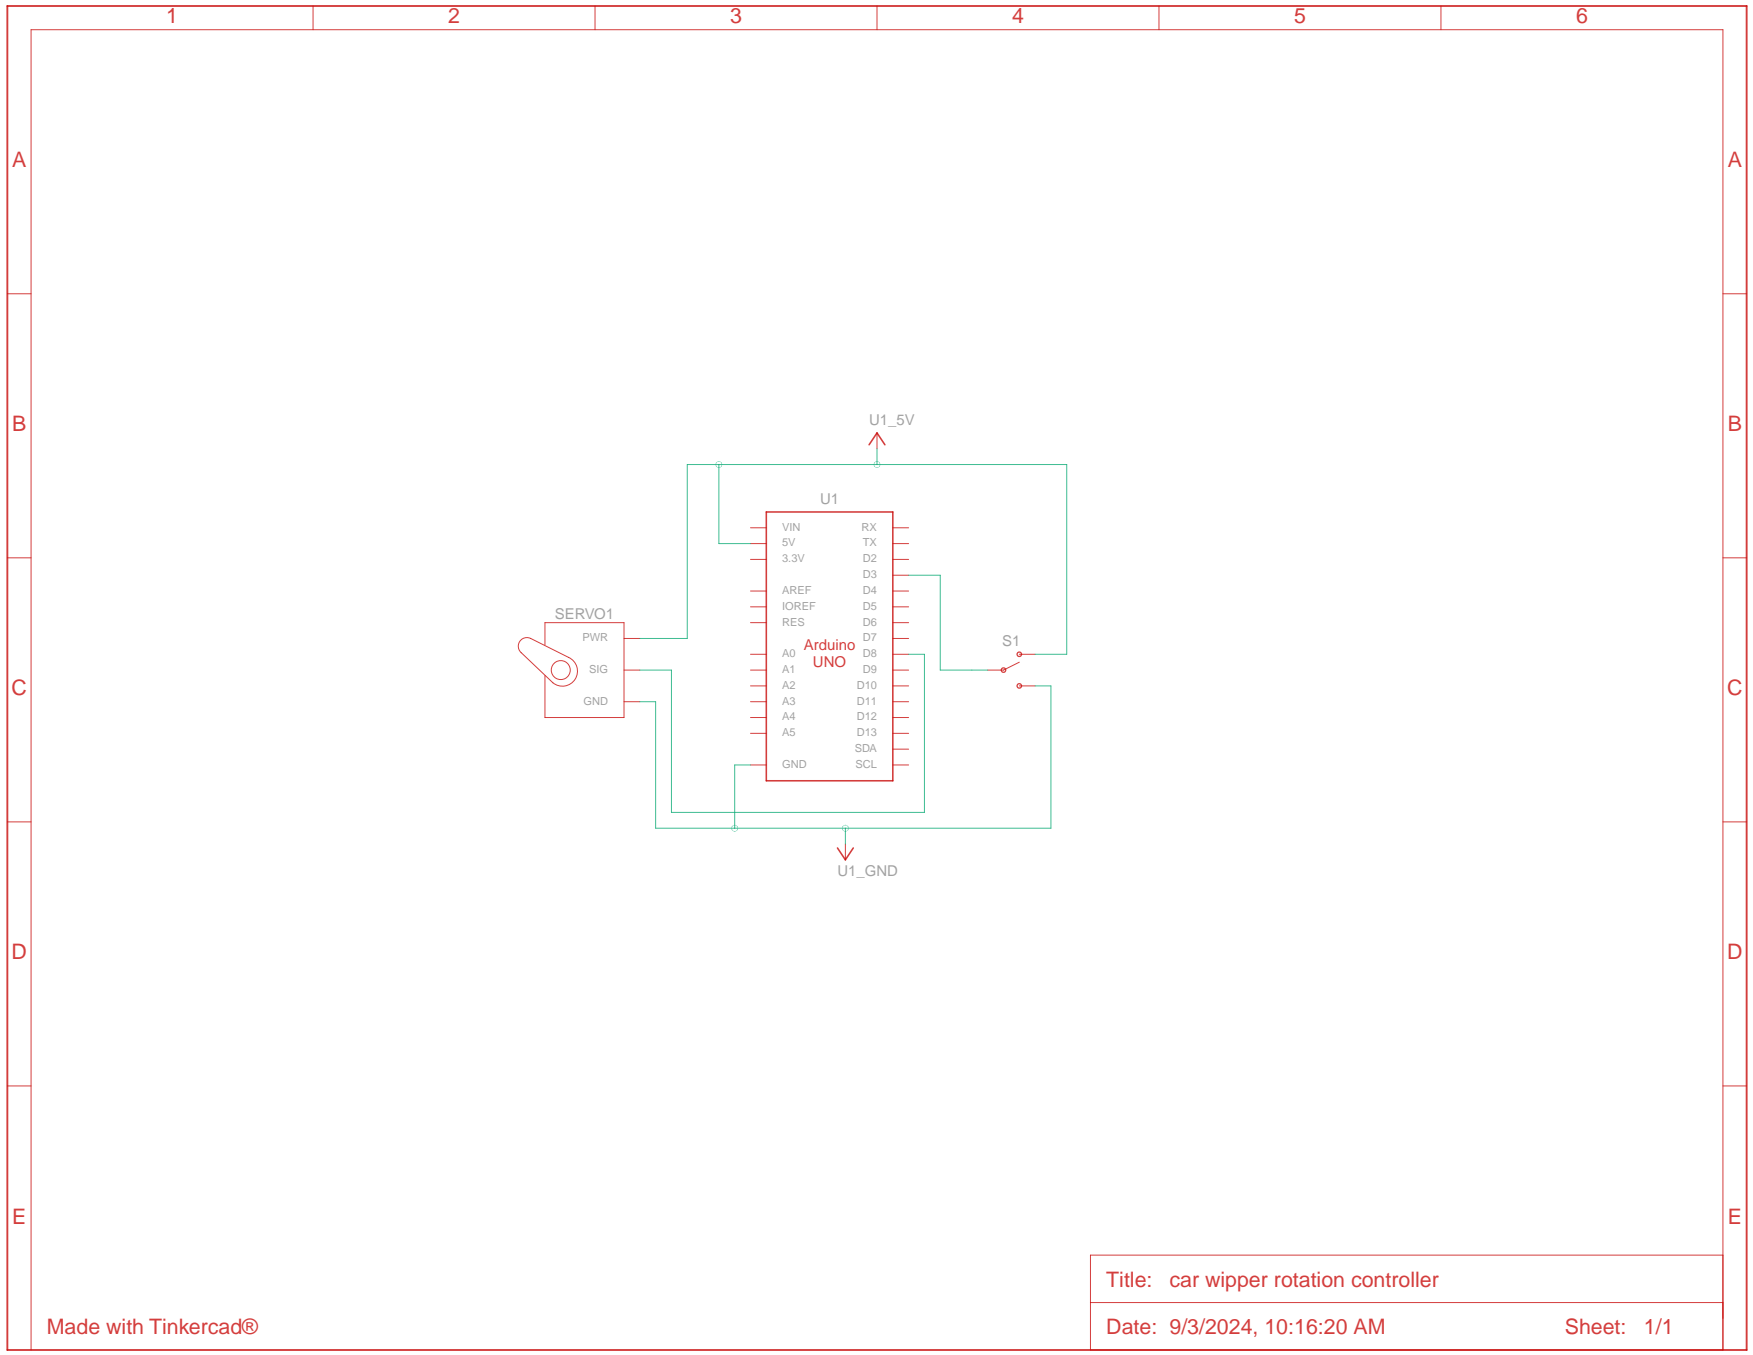 1 2 3 4 5 6
A A
B B
U1_5V
U1
VIN RX
5V TX
3.3V D2
D3
AREF D4
IOREF D5
RES D6
D7
A0 D8
A1 D9
A2 D10
A3 D11
A4 D12
A5 D13
SDA
GND SCL
Arduino
UNO
SERVO1
PWR
SIG
GND
S1
C C
U1_GND
D D
E E
Title: car wipper rotation controller
Made with Tinkercad®
Date: 9/3/2024, 10:16:20 AM Sheet: 1/1